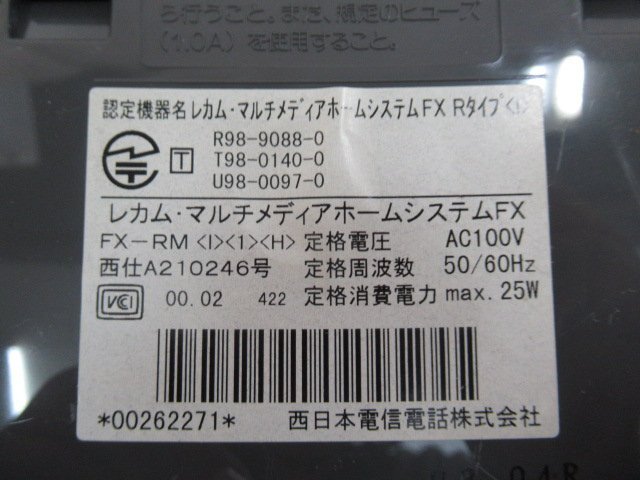 ら行うこと。また、規定のヒューズ
(1.0A)を使用すること。
認定機器名レカム・マルチメディアホームシステムFX Rタイプ<I>
T
R98-9088-0
T98-0140-0
U98-0097-0
レカム・マルチメディアホームシステムFX
FX-RM <I><1><H> 定格電圧 AC100V
西仕A210246号 定格周波数 50/60Hz
VCI 00.02 422 定格消費電力 max. 25W
*00262271* 西日本電信電話株式会社
04R